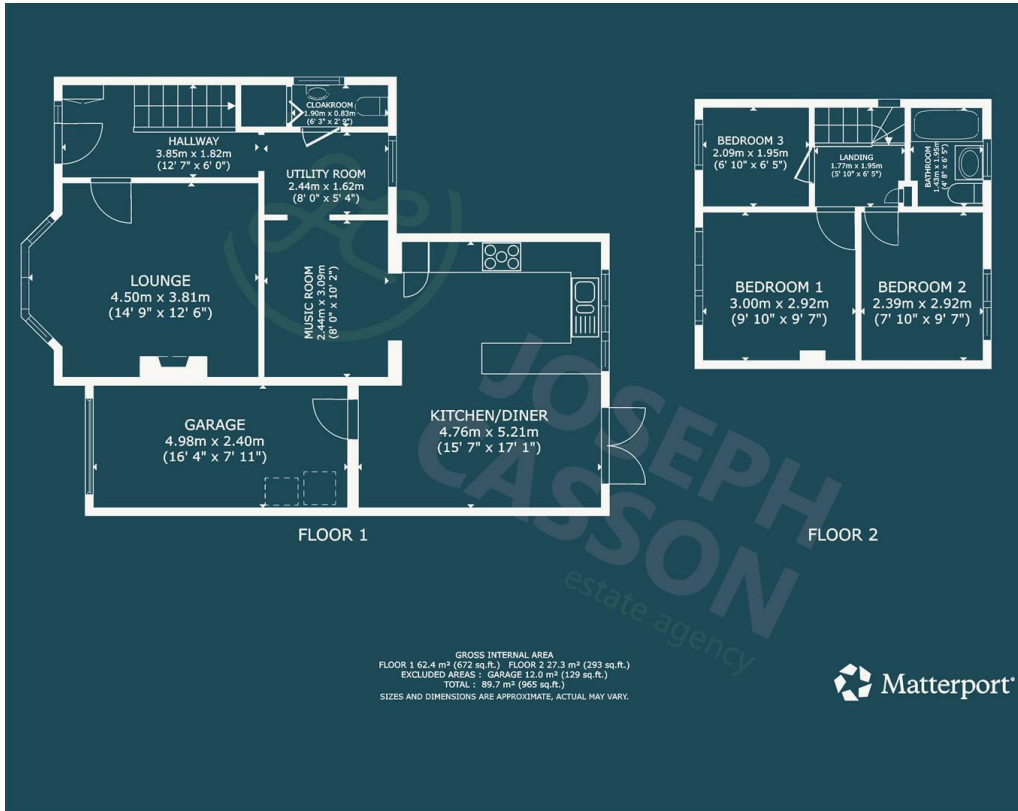 CLOAKROOM
1.90m x 0.83m
(6' 3" x 2' 9")
HALLWAY
3.85m x 1.82m
(12' 7" x 6' 0")
UTILITY ROOM
2.44m x 1.62m
(8' 0" x 5' 4")
LOUNGE
4.50m x 3.81m
(14' 9" x 12' 6")
MUSIC ROOM
2.44m x 3.09m
(8' 0" x 10' 2")
GARAGE
4.98m x 2.40m
(16' 4" x 7' 11")
KITCHEN/DINER
4.76m x 5.21m
(15' 7" x 17' 1")
FLOOR 1
BEDROOM 3
2.09m x 1.95m
(6' 10" x 6' 5")
LANDING
1.77m x 1.95m
(5' 10" x 6' 5")
BATHROOM
1.43m x 1.95m
(4' 8" x 6' 5")
BEDROOM 1
3.00m x 2.92m
(9' 10" x 9' 7")
BEDROOM 2
2.39m x 2.92m
(7' 10" x 9' 7")
FLOOR 2
JOSEPH
CASSON
estate agency
GROSS INTERNAL AREA
FLOOR 1 62.4 m² (672 sq.ft.) FLOOR 2 27.3 m² (293 sq.ft.)
EXCLUDED AREAS : GARAGE 12.0 m² (129 sq.ft.)
TOTAL : 89.7 m² (965 sq.ft.)
SIZES AND DIMENSIONS ARE APPROXIMATE, ACTUAL MAY VARY.
Matterport®